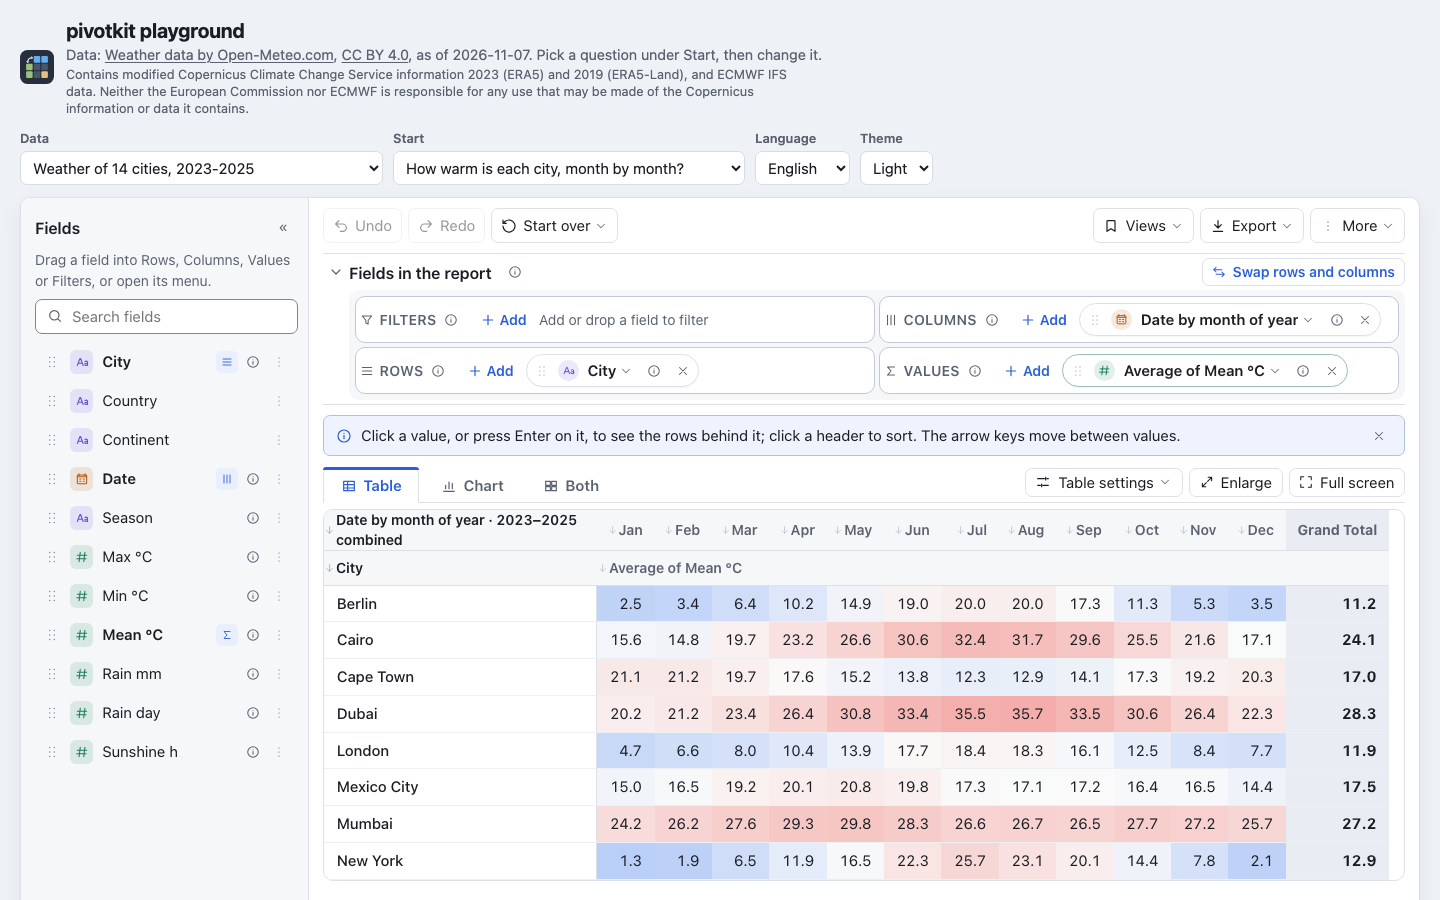 pivotkit playground
Data: Weather data by Open-Meteo.com, CC BY 4.0, as of 2026-11-07. Pick a question under Start, then change it.
Contains modified Copernicus Climate Change Service information 2023 (ERA5) and 2019 (ERA5-Land), and ECMWF IFS
data. Neither the European Commission nor ECMWF is responsible for any use that may be made of the Copernicus
information or data it contains.
Data Start Language Theme
Weather of 14 cities, 2023-2025 How warm is each city, month by month? English Light
Fields «
Drag a field into Rows, Columns, Values
or Filters, or open its menu.
Search fields
Aa City
Aa Country
Aa Continent
Date
Aa Season
# Max °C
# Min °C
# Mean °C Σ
# Rain mm
# Rain day
# Sunshine h
Undo Redo Start over Views Export More
Fields in the report Swap rows and columns
FILTERS + Add Add or drop a field to filter
COLUMNS + Add Date by month of year
ROWS + Add Aa City
Σ VALUES + Add # Average of Mean °C
Click a value, or press Enter on it, to see the rows behind it; click a header to sort. The arrow keys move between values.
Table Chart Both Table settings Enlarge Full screen
Date by month of year · 2023–2025
combined
↓ Jan ↓ Feb ↓ Mar ↓ Apr ↓ May ↓ Jun ↓ Jul ↓ Aug ↓ Sep ↓ Oct ↓ Nov ↓ Dec Grand Total
↓ City ↓ Average of Mean °C
Berlin 2.5 3.4 6.4 10.2 14.9 19.0 20.0 20.0 17.3 11.3 5.3 3.5 11.2
Cairo 15.6 14.8 19.7 23.2 26.6 30.6 32.4 31.7 29.6 25.5 21.6 17.1 24.1
Cape Town 21.1 21.2 19.7 17.6 15.2 13.8 12.3 12.9 14.1 17.3 19.2 20.3 17.0
Dubai 20.2 21.2 23.4 26.4 30.8 33.4 35.5 35.7 33.5 30.6 26.4 22.3 28.3
London 4.7 6.6 8.0 10.4 13.9 17.7 18.4 18.3 16.1 12.5 8.4 7.7 11.9
Mexico City 15.0 16.5 19.2 20.1 20.8 19.8 17.3 17.1 17.2 16.4 16.5 14.4 17.5
Mumbai 24.2 26.2 27.6 29.3 29.8 28.3 26.6 26.7 26.5 27.7 27.2 25.7 27.2
New York 1.3 1.9 6.5 11.9 16.5 22.3 25.7 23.1 20.1 14.4 7.8 2.1 12.9